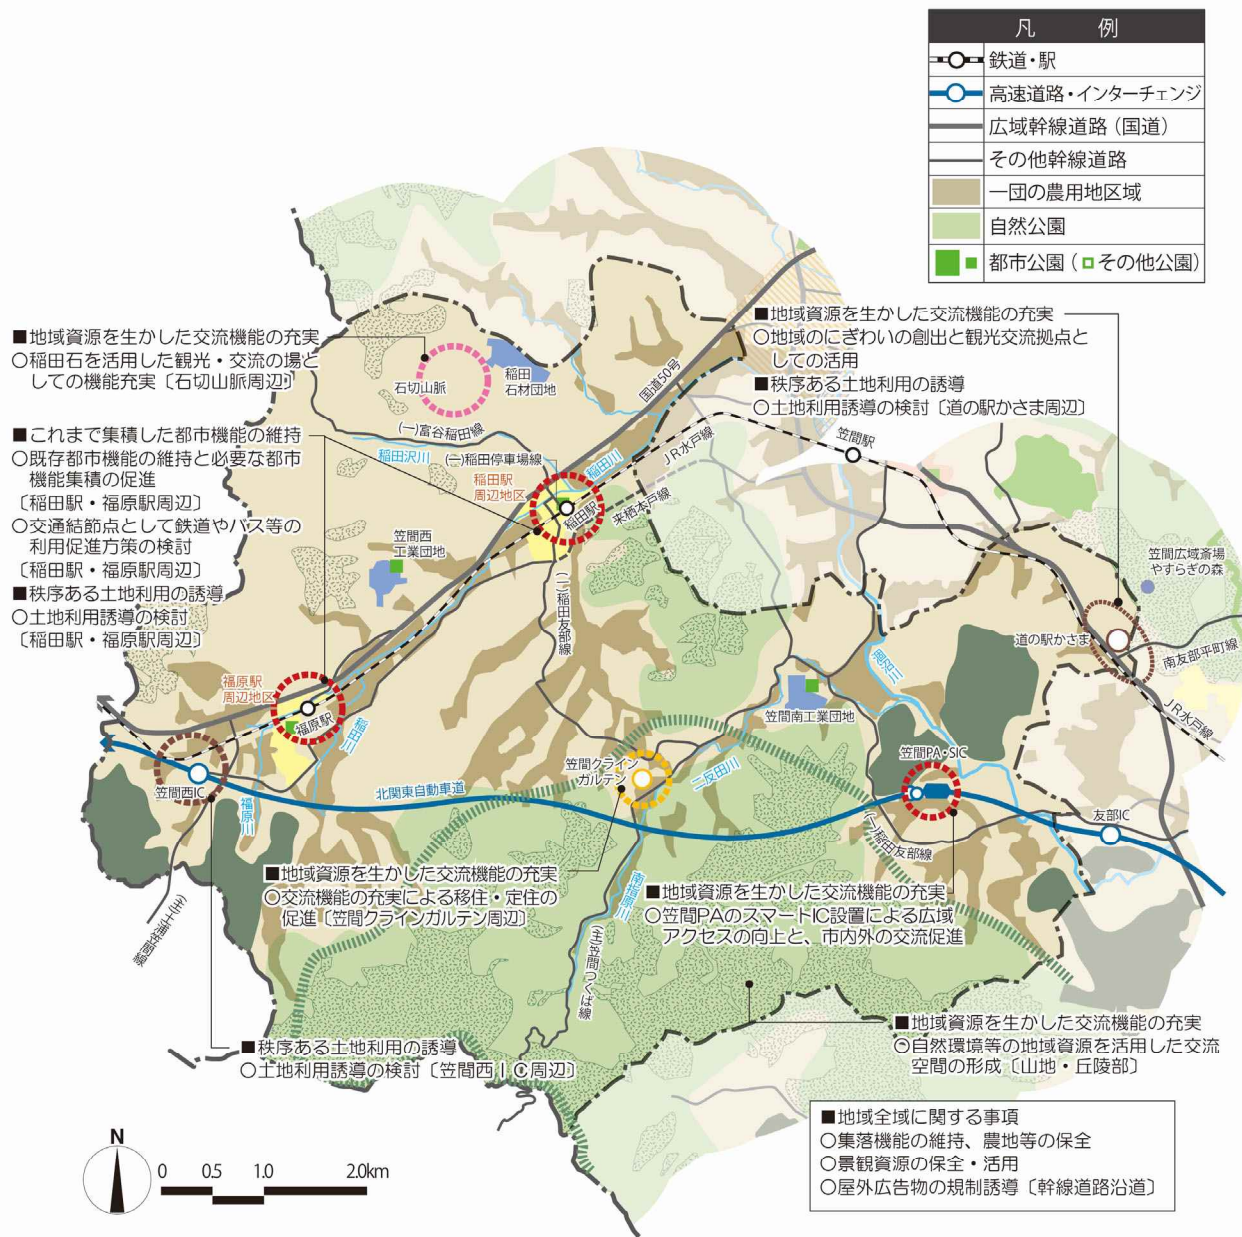 凡　例
鉄道・駅
高速道路・インターチェンジ
広域幹線道路（国道）
その他幹線道路
一団の農用地区域
自然公園
都市公園（ その他公園）
■地域資源を生かした交流機能の充実
○稲田石を活用した観光・交流の場と
しての機能充実〔石切山脈周辺〕
■これまで集積した都市機能の維持
○既存都市機能の維持と必要な都市
機能集積の促進
〔稲田駅・福原駅周辺〕
○交通結節点として鉄道やバス等の
利用促進方策の検討
〔稲田駅・福原駅周辺〕
■秩序ある土地利用の誘導
○土地利用誘導の検討
〔稲田駅・福原駅周辺〕
■地域資源を生かした交流機能の充実
○地域のにぎわいの創出と観光交流拠点と
しての活用
■秩序ある土地利用の誘導
○土地利用誘導の検討〔道の駅かさま周辺〕
石切山脈
稲田
石材団地
国道50号
(一)富谷稲田線
稲田沢川
(一)稲田停車場線
稲田川
JR水戸線
笠間駅
稲田駅
周辺地区
稲田駅
来栖本戸線
笠間西
工業団地
(一)稲田友部線
笠間広域斎場
やすらぎの森
道の駅かさま
南友部平町線
涸沼川
JR水戸線
福原駅
周辺地区
福原駅
稲田川
笠間南工業団地
笠間クライン
ガルテン
二反田川
笠間PA・SIC
笠間西IC
福原川
北関東自動車道
友部IC
(一)稲田友部線
南指原川
(主)土浦笠間線
(主)笠間つくば線
■地域資源を生かした交流機能の充実
○交流機能の充実による移住・定住の
促進〔笠間クラインガルテン周辺〕
■地域資源を生かした交流機能の充実
○笠間PAのスマートIC設置による広域
アクセスの向上と、市内外の交流促進
■秩序ある土地利用の誘導
○土地利用誘導の検討〔笠間西ＩＣ周辺〕
■地域資源を生かした交流機能の充実
○自然環境等の地域資源を活用した交流
空間の形成〔山地・丘陵部〕
■地域全域に関する事項
○集落機能の維持、農地等の保全
○景観資源の保全・活用
○屋外広告物の規制誘導〔幹線道路沿道〕
N
0 0.5 1.0 2.0km